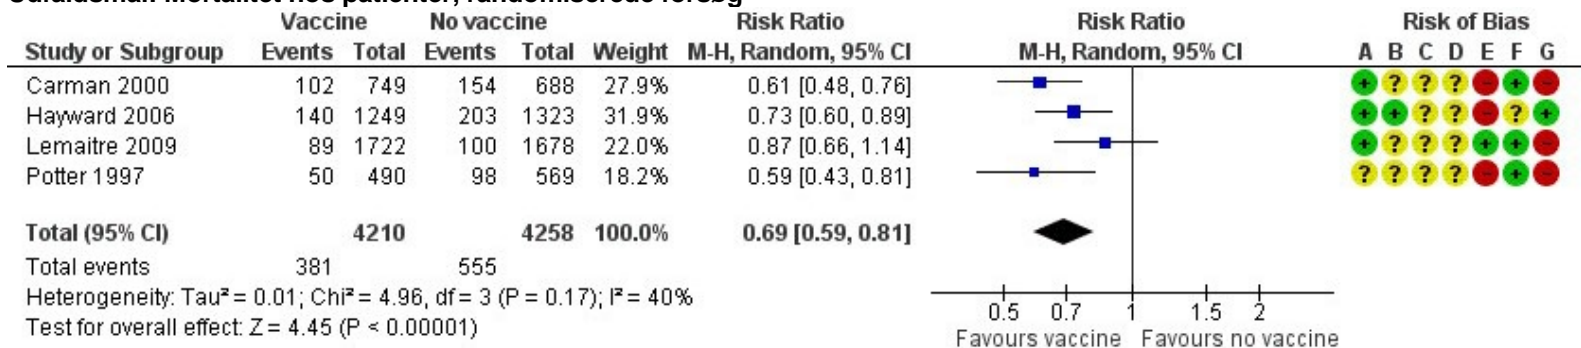 Udfaldsmål: Mortalitet hos patienter, randomiserede forsøg
Vaccine No vaccine Risk Ratio Risk Ratio Risk of Bias
Study or Subgroup Events Total Events Total Weight M-H, Random, 95% CI M-H, Random, 95% CI A B C D E F G
Carman 2000 102 749 154 688 27.9% 0.61 [0.48, 0.76] + ? ? ? - + -
Hayward 2006 140 1249 203 1323 31.9% 0.73 [0.60, 0.89] + + ? ? - ? +
Lemaitre 2009 89 1722 100 1678 22.0% 0.87 [0.66, 1.14] + ? ? ? + + -
Potter 1997 50 490 98 569 18.2% 0.59 [0.43, 0.81] ? ? ? ? - + -
Total (95% CI) 4210 4258 100.0% 0.69 [0.59, 0.81]
Total events 381 555
Heterogeneity: Tau² = 0.01; Chi² = 4.96, df = 3 (P = 0.17); I² = 40%
Test for overall effect: Z = 4.45 (P < 0.00001)
0.5 0.7 1 1.5 2
Favours vaccine Favours no vaccine